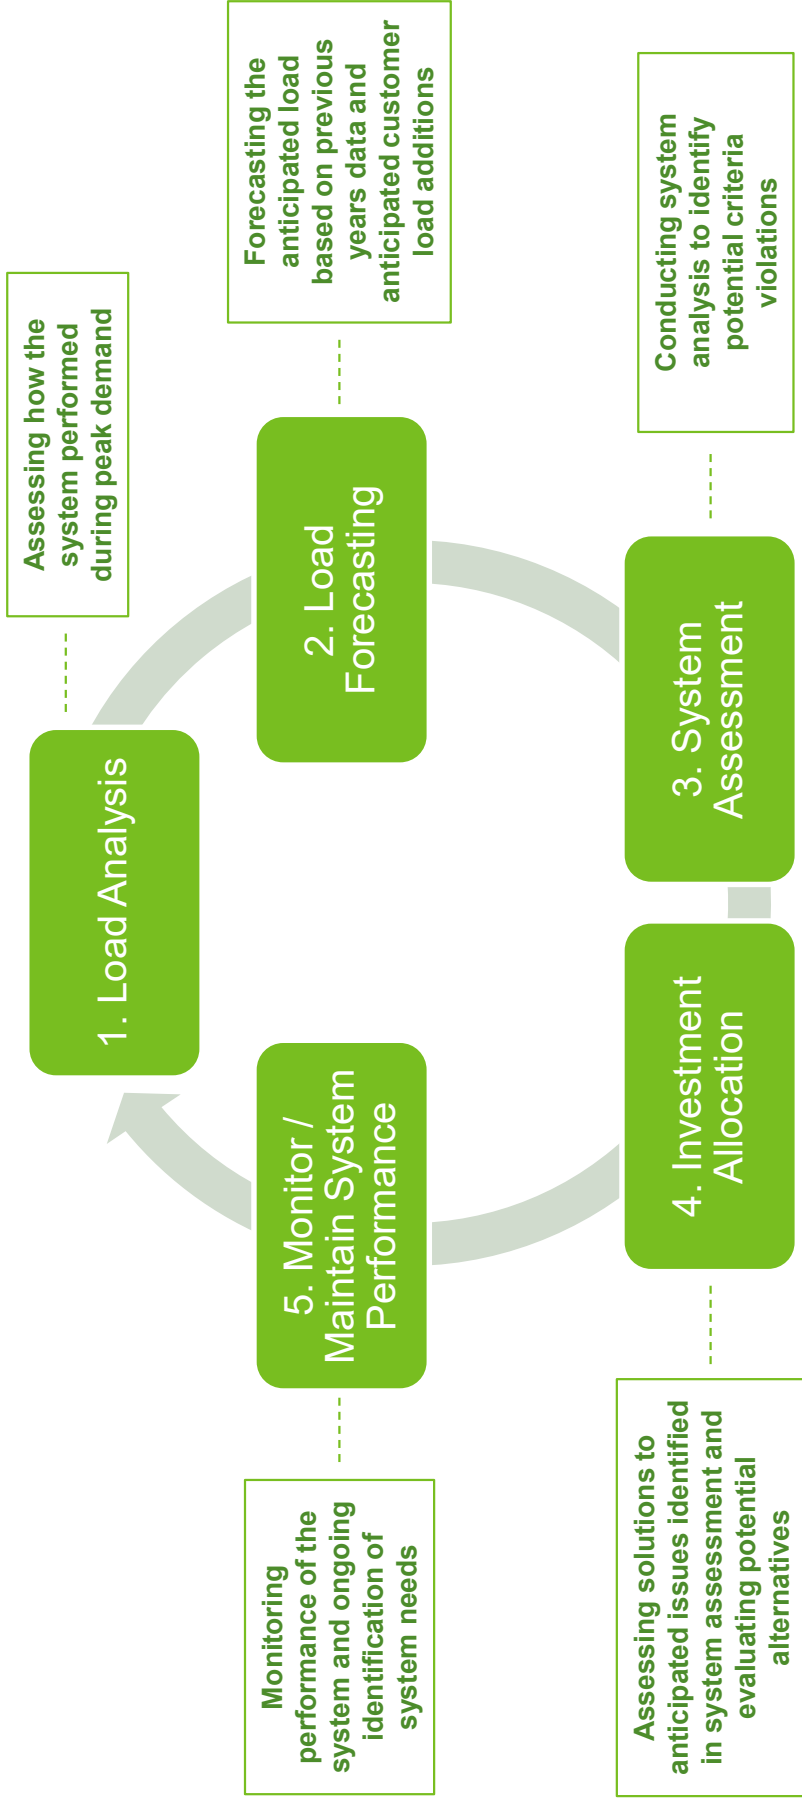 1. Load Analysis
Assessing how the
system performed
during peak demand
2. Load
Forecasting
Forecasting the
anticipated load
based on previous
years data and
anticipated customer
load additions
3. System
Assessment
Conducting system
analysis to identify
potential criteria
violations
4. Investment
Allocation
Assessing solutions to
anticipated issues identified
in system assessment and
evaluating potential
alternatives
5. Monitor /
Maintain System
Performance
Monitoring
performance of the
system and ongoing
identification of
system needs